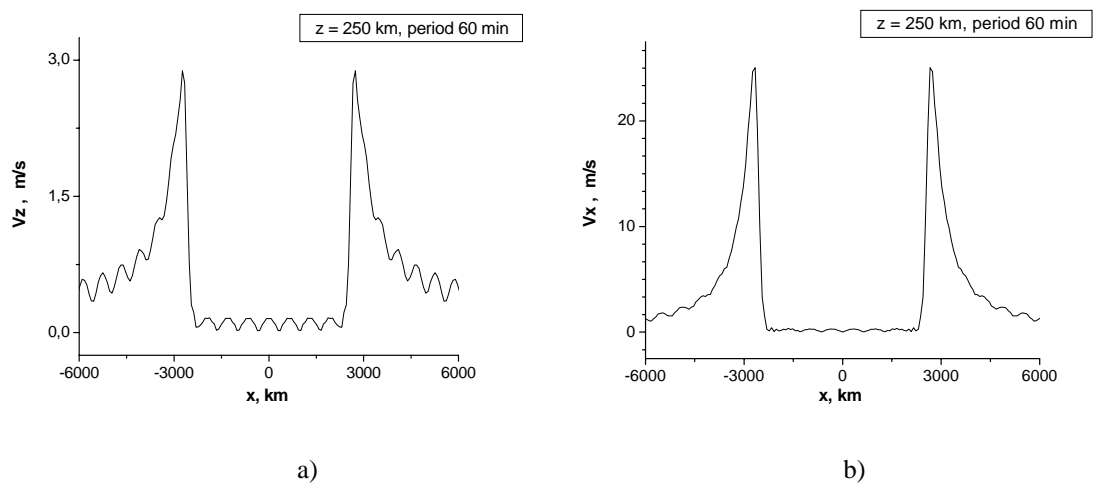 z = 250 km, period 60 min
3,0
1,5
0,0
Vz , m/s
-6000 -3000 0 3000 6000
x, km
a)
z = 250 km, period 60 min
20
10
0
Vx , m/s
-6000 -3000 0 3000 6000
x, km
b)